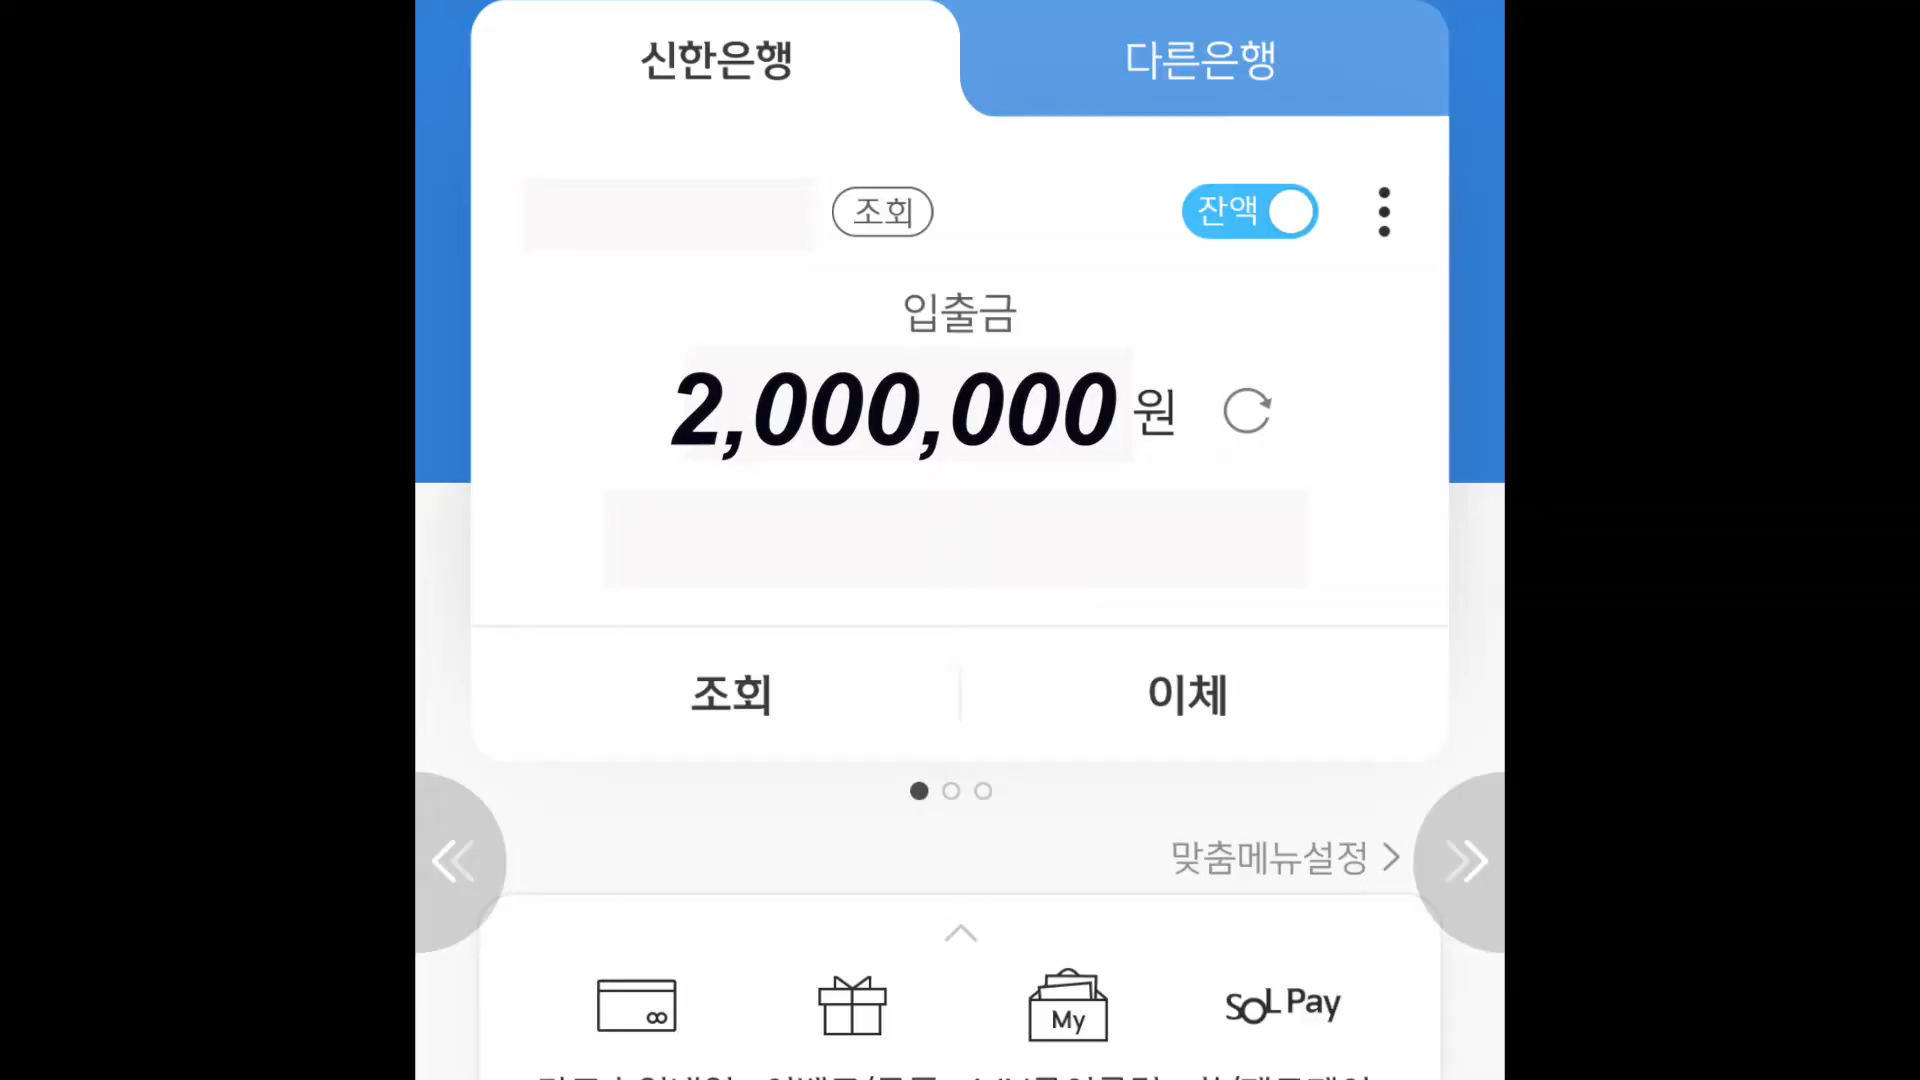 신한은행 다른은행
조회 잔액
입출금
2,000,000 원
조회 이체
맞춤메뉴설정
My SOL Pay